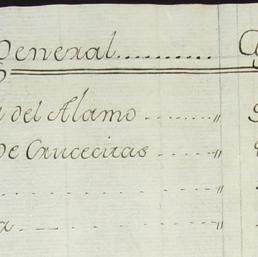 General...........
del Alamo........"
De Crucecitas....."
"
"